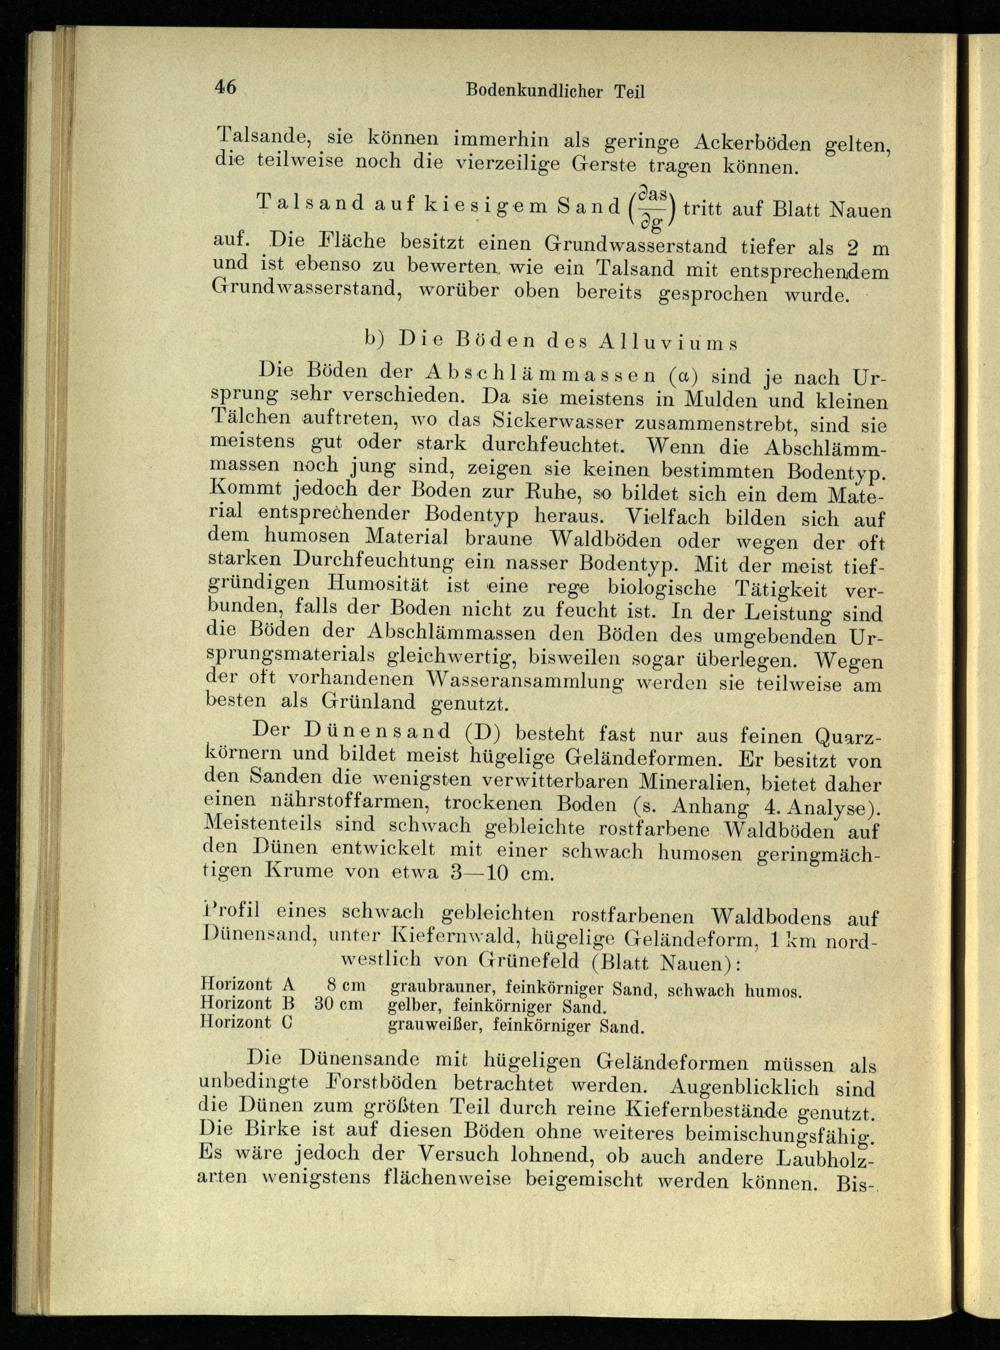 46 Bodenkundlicher Teil
Talsande, sie können immerhin als geringe Ackerböden gelten,
die teilweise noch die vierzeilige Gerste tragen können.
Talsand auf kiesigem Sand (∂as/∂g) tritt auf Blatt Nauen
auf. Die Fläche besitzt einen Grundwasserstand tiefer als 2 m
und ist ebenso zu bewerten wie ein Talsand mit entsprechendem
Grundwasserstand, worüber oben bereits gesprochen wurde.
b) Die Böden des Alluviums
Die Böden der Abschlämmassen (α) sind je nach Ur-
sprung sehr verschieden. Da sie meistens in Mulden und kleinen
Tälchen auftreten, wo das Sickerwasser zusammenstrebt, sind sie
meistens gut oder stark durchfeuchtet. Wenn die Abschlämm-
massen noch jung sind, zeigen sie keinen bestimmten Bodentyp.
Kommt jedoch der Boden zur Ruhe, so bildet sich ein dem Mate-
rial entsprechender Bodentyp heraus. Vielfach bilden sich auf
dem humosen Material braune Waldböden oder wegen der oft
starken Durchfeuchtung ein nasser Bodentyp. Mit der meist tief-
gründigen Humosität ist eine rege biologische Tätigkeit ver-
bunden, falls der Boden nicht zu feucht ist. In der Leistung sind
die Böden der Abschlämmassen den Böden des umgebenden Ur-
sprungsmaterials gleichwertig, bisweilen sogar überlegen. Wegen
der oft vorhandenen Wasseransammlung werden sie teilweise am
besten als Grünland genutzt.
Der Dünensand (D) besteht fast nur aus feinen Quarz-
körnern und bildet meist hügelige Geländeformen. Er besitzt von
den Sanden die wenigsten verwitterbaren Mineralien, bietet daher
einen nährstoffarmen, trockenen Boden (s. Anhang 4. Analyse).
Meistenteils sind schwach gebleichte rostfarbene Waldböden auf
den Dünen entwickelt mit einer schwach humosen geringmäch-
tigen Krume von etwa 3—10 cm.
Profil eines schwach gebleichten rostfarbenen Waldbodens auf
Dünensand, unter Kiefernwald, hügelige Geländeform, 1 km nord-
westlich von Grünefeld (Blatt Nauen):
Horizont A 8 cm graubrauner, feinkörniger Sand, schwach humos.
Horizont B 30 cm gelber, feinkörniger Sand.
Horizont C grauweißer, feinkörniger Sand.
Die Dünensande mit hügeligen Geländeformen müssen als
unbedingte Forstböden betrachtet werden. Augenblicklich sind
die Dünen zum größten Teil durch reine Kiefernbestände genutzt.
Die Birke ist auf diesen Böden ohne weiteres beimischungsfähig.
Es wäre jedoch der Versuch lohnend, ob auch andere Laubholz-
arten wenigstens flächenweise beigemischt werden können. Bis-